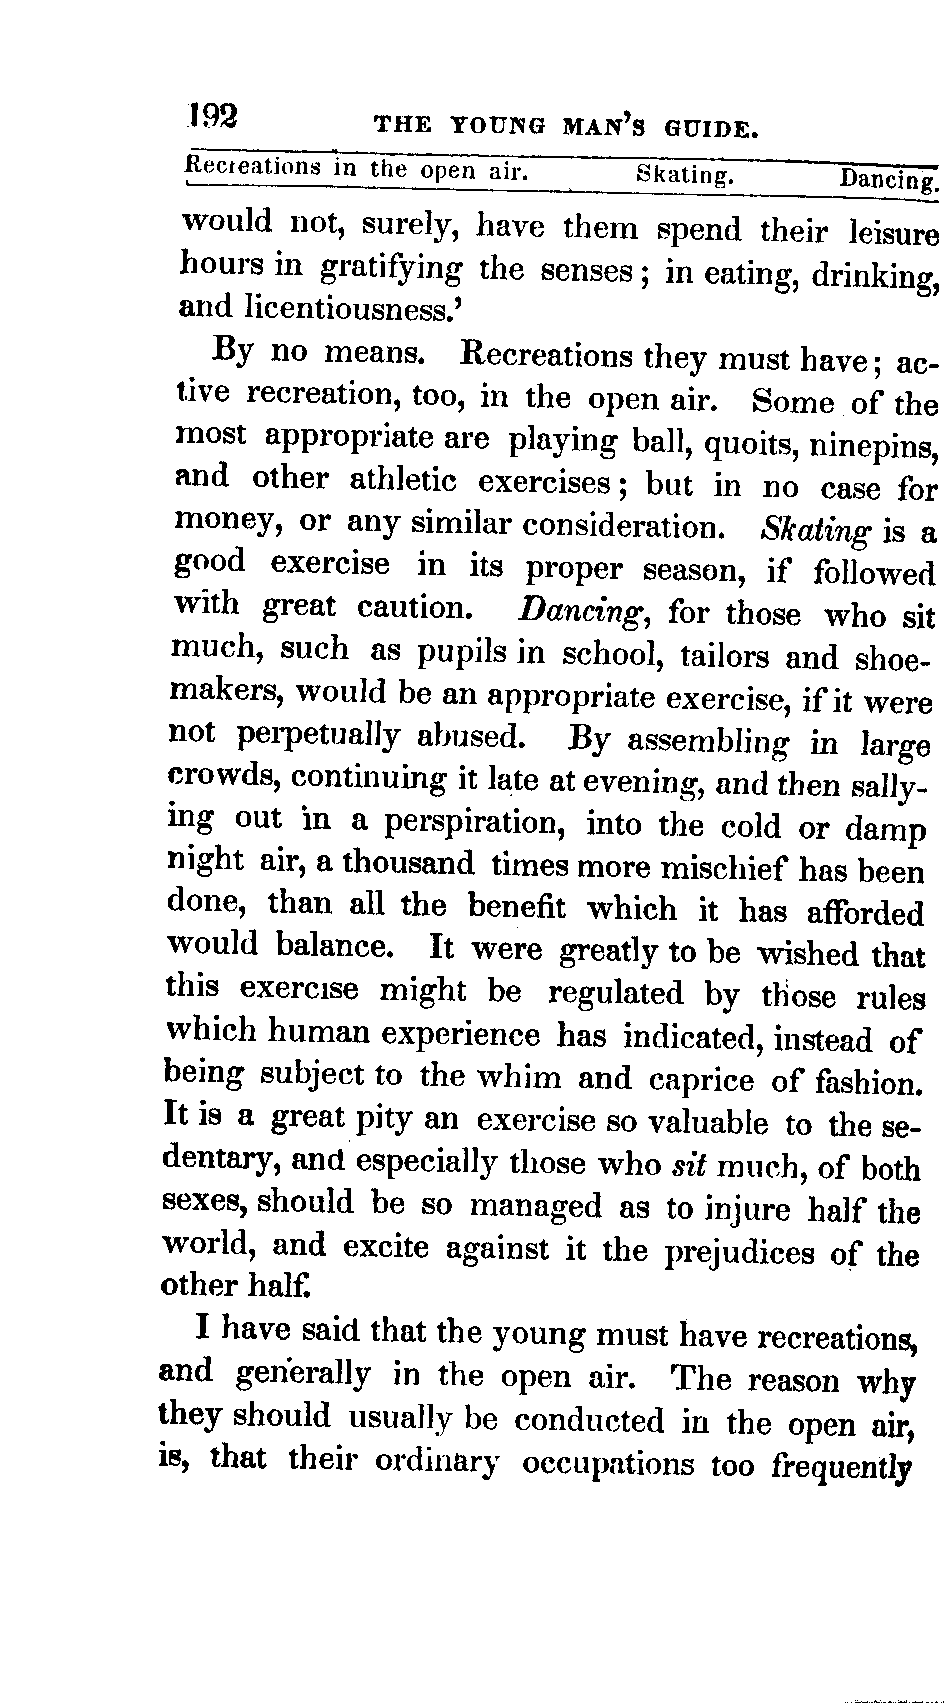 192 THE YOUNG MAN'S GUIDE.
Recreations in the open air. Skating. Dancing.
would not, surely, have them spend their leisure
hours in gratifying the senses; in eating, drinking,
and licentiousness.'
By no means. Recreations they must have; ac-
tive recreation, too, in the open air. Some of the
most appropriate are playing ball, quoits, ninepins,
and other athletic exercises; but in no case for
money, or any similar consideration. Skating is a
good exercise in its proper season, if followed
with great caution. Dancing, for those who sit
much, such as pupils in school, tailors and shoe-
makers, would be an appropriate exercise, if it were
not perpetually abused. By assembling in large
crowds, continuing it late at evening, and then sally-
ing out in a perspiration, into the cold or damp
night air, a thousand times more mischief has been
done, than all the benefit which it has afforded
would balance. It were greatly to be wished that
this exercise might be regulated by those rules
which human experience has indicated, instead of
being subject to the whim and caprice of fashion.
It is a great pity an exercise so valuable to the se-
dentary, and especially those who sit much, of both
sexes, should be so managed as to injure half the
world, and excite against it the prejudices of the
other half.
I have said that the young must have recreations,
and generally in the open air. The reason why
they should usually be conducted in the open air,
is, that their ordinary occupations too frequently